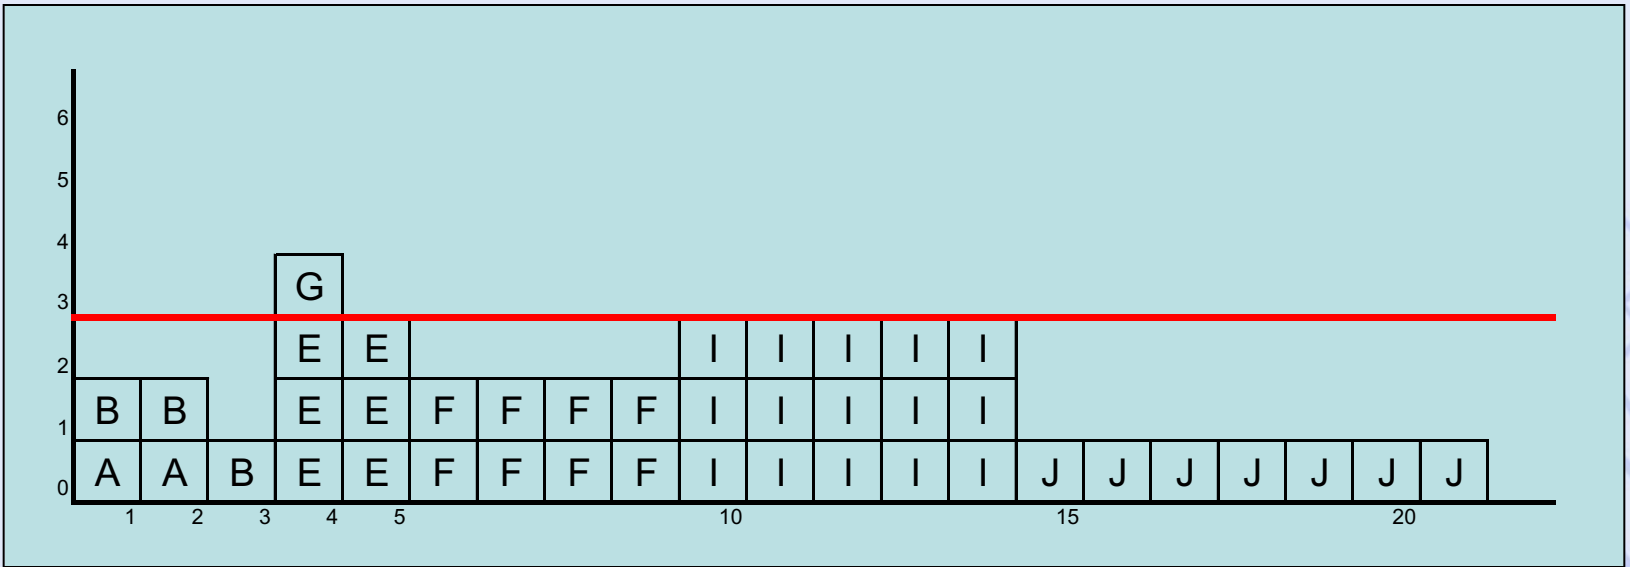 6
5
4
G
3
E E I I I I I
2
B B E E F F F F I I I I I
1
A A B E E F F F F I I I I I J J J J J J J
0
1 2 3 4 5 10 15 20